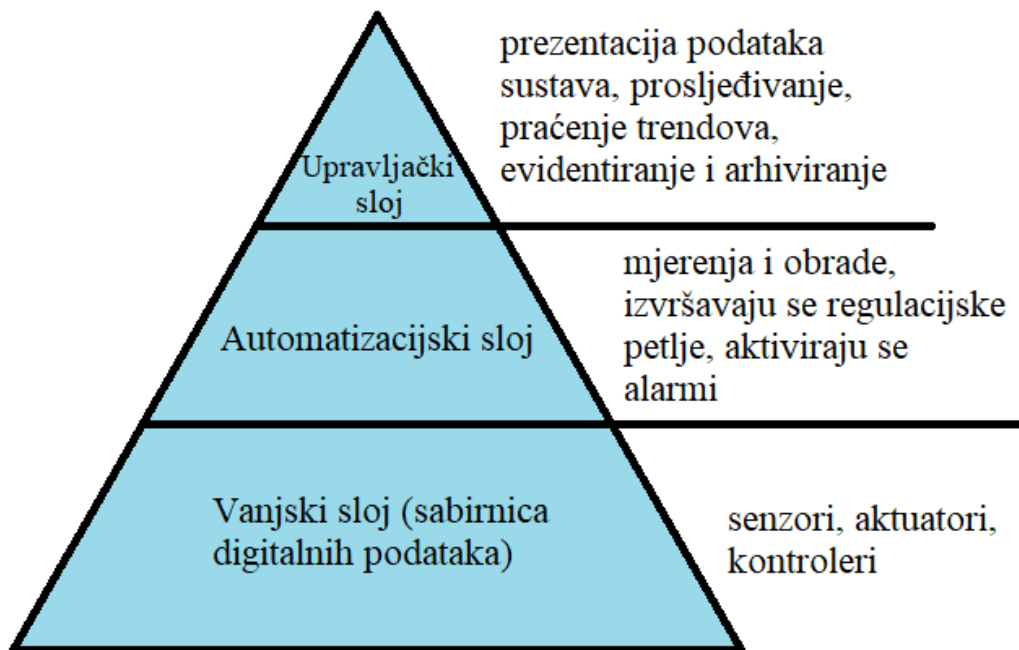 prezentacija podataka
sustava, prosljeđivanje,
praćenje trendova,
evidentiranje i arhiviranje
Upravljački
sloj
mjerenja i obrade,
izvršavaju se regulacijske
petlje, aktiviraju se
alarmi
Automatizacijski sloj
Vanjski sloj (sabirnica
digitalnih podataka)
senzori, aktuatori,
kontroleri